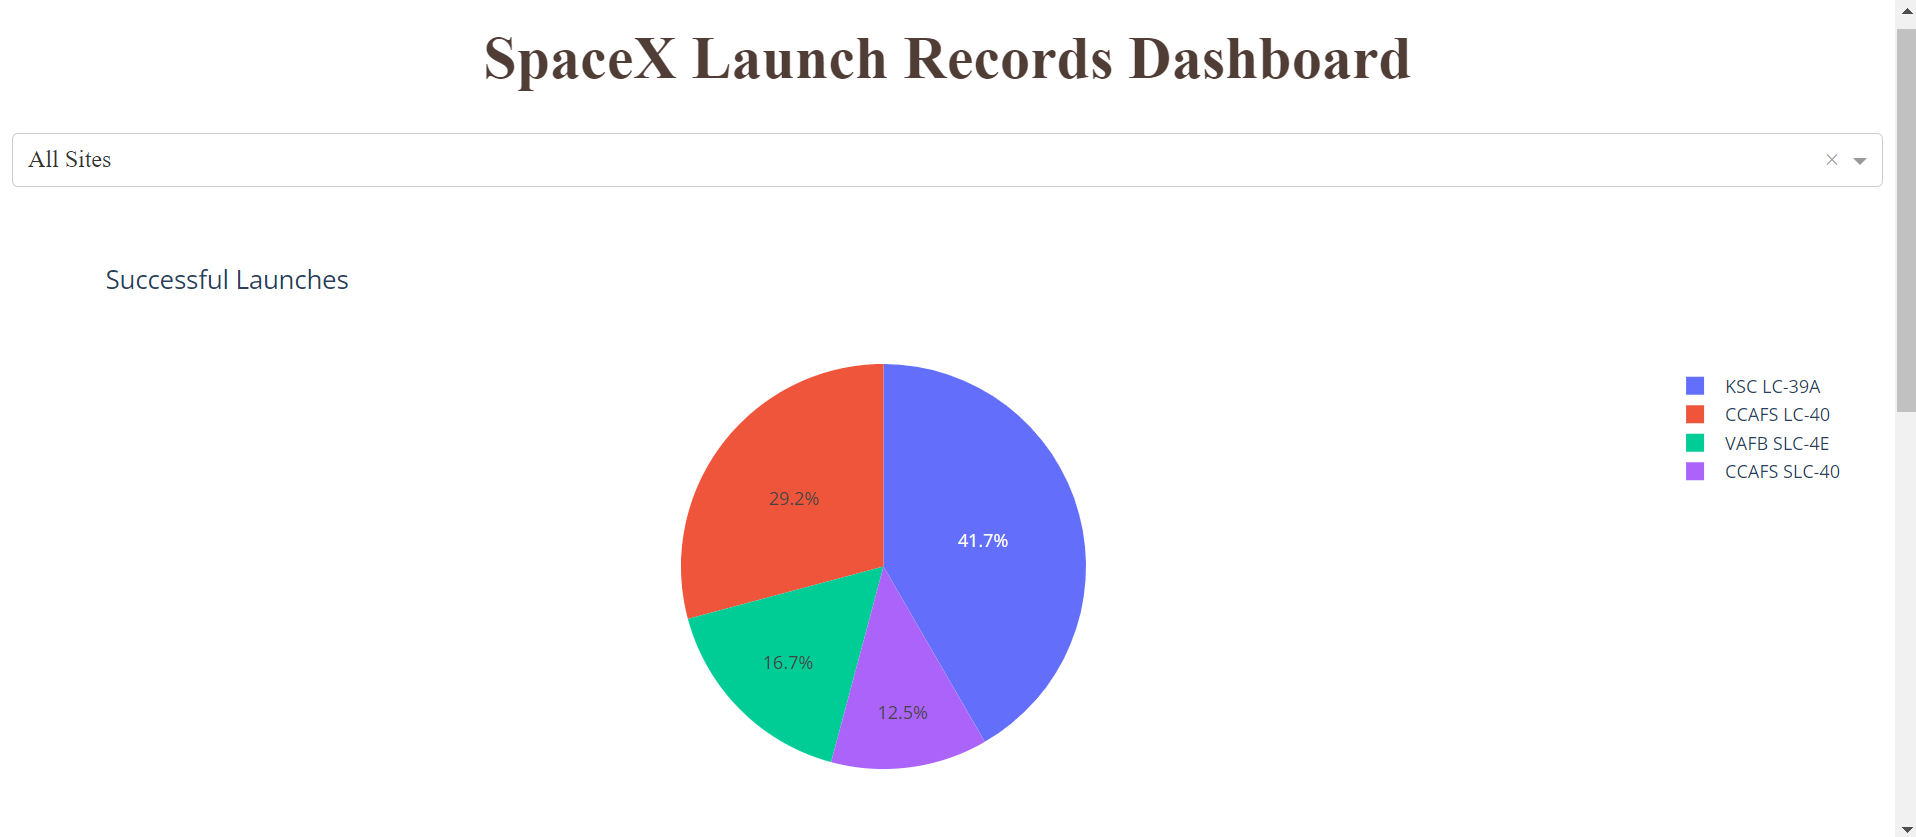 SpaceX Launch Records Dashboard
All Sites
Successful Launches
KSC LC-39A
CCAFS LC-40
VAFB SLC-4E
CCAFS SLC-40
29.2%
41.7%
16.7%
12.5%